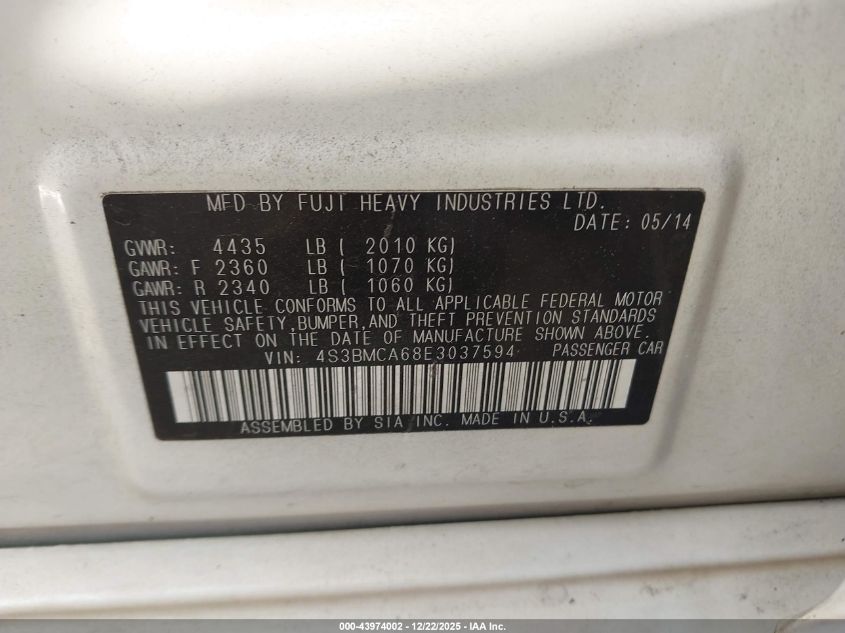 MFD BY FUJI HEAVY INDUSTRIES LTD.
DATE: 05/14
GVWR: 4435 LB ( 2010 KG)
GAWR: F 2360 LB ( 1070 KG)
GAWR: R 2340 LB ( 1060 KG)
THIS VEHICLE CONFORMS TO ALL APPLICABLE FEDERAL MOTOR
VEHICLE SAFETY, BUMPER, AND THEFT PREVENTION STANDARDS
IN EFFECT ON THE DATE OF MANUFACTURE SHOWN ABOVE.
VIN: 4S3BMCA68E3037594 PASSENGER CAR
ASSEMBLED BY SIA INC. MADE IN U.S.A.
000-43974002 - 12/22/2025 - IAA Inc.